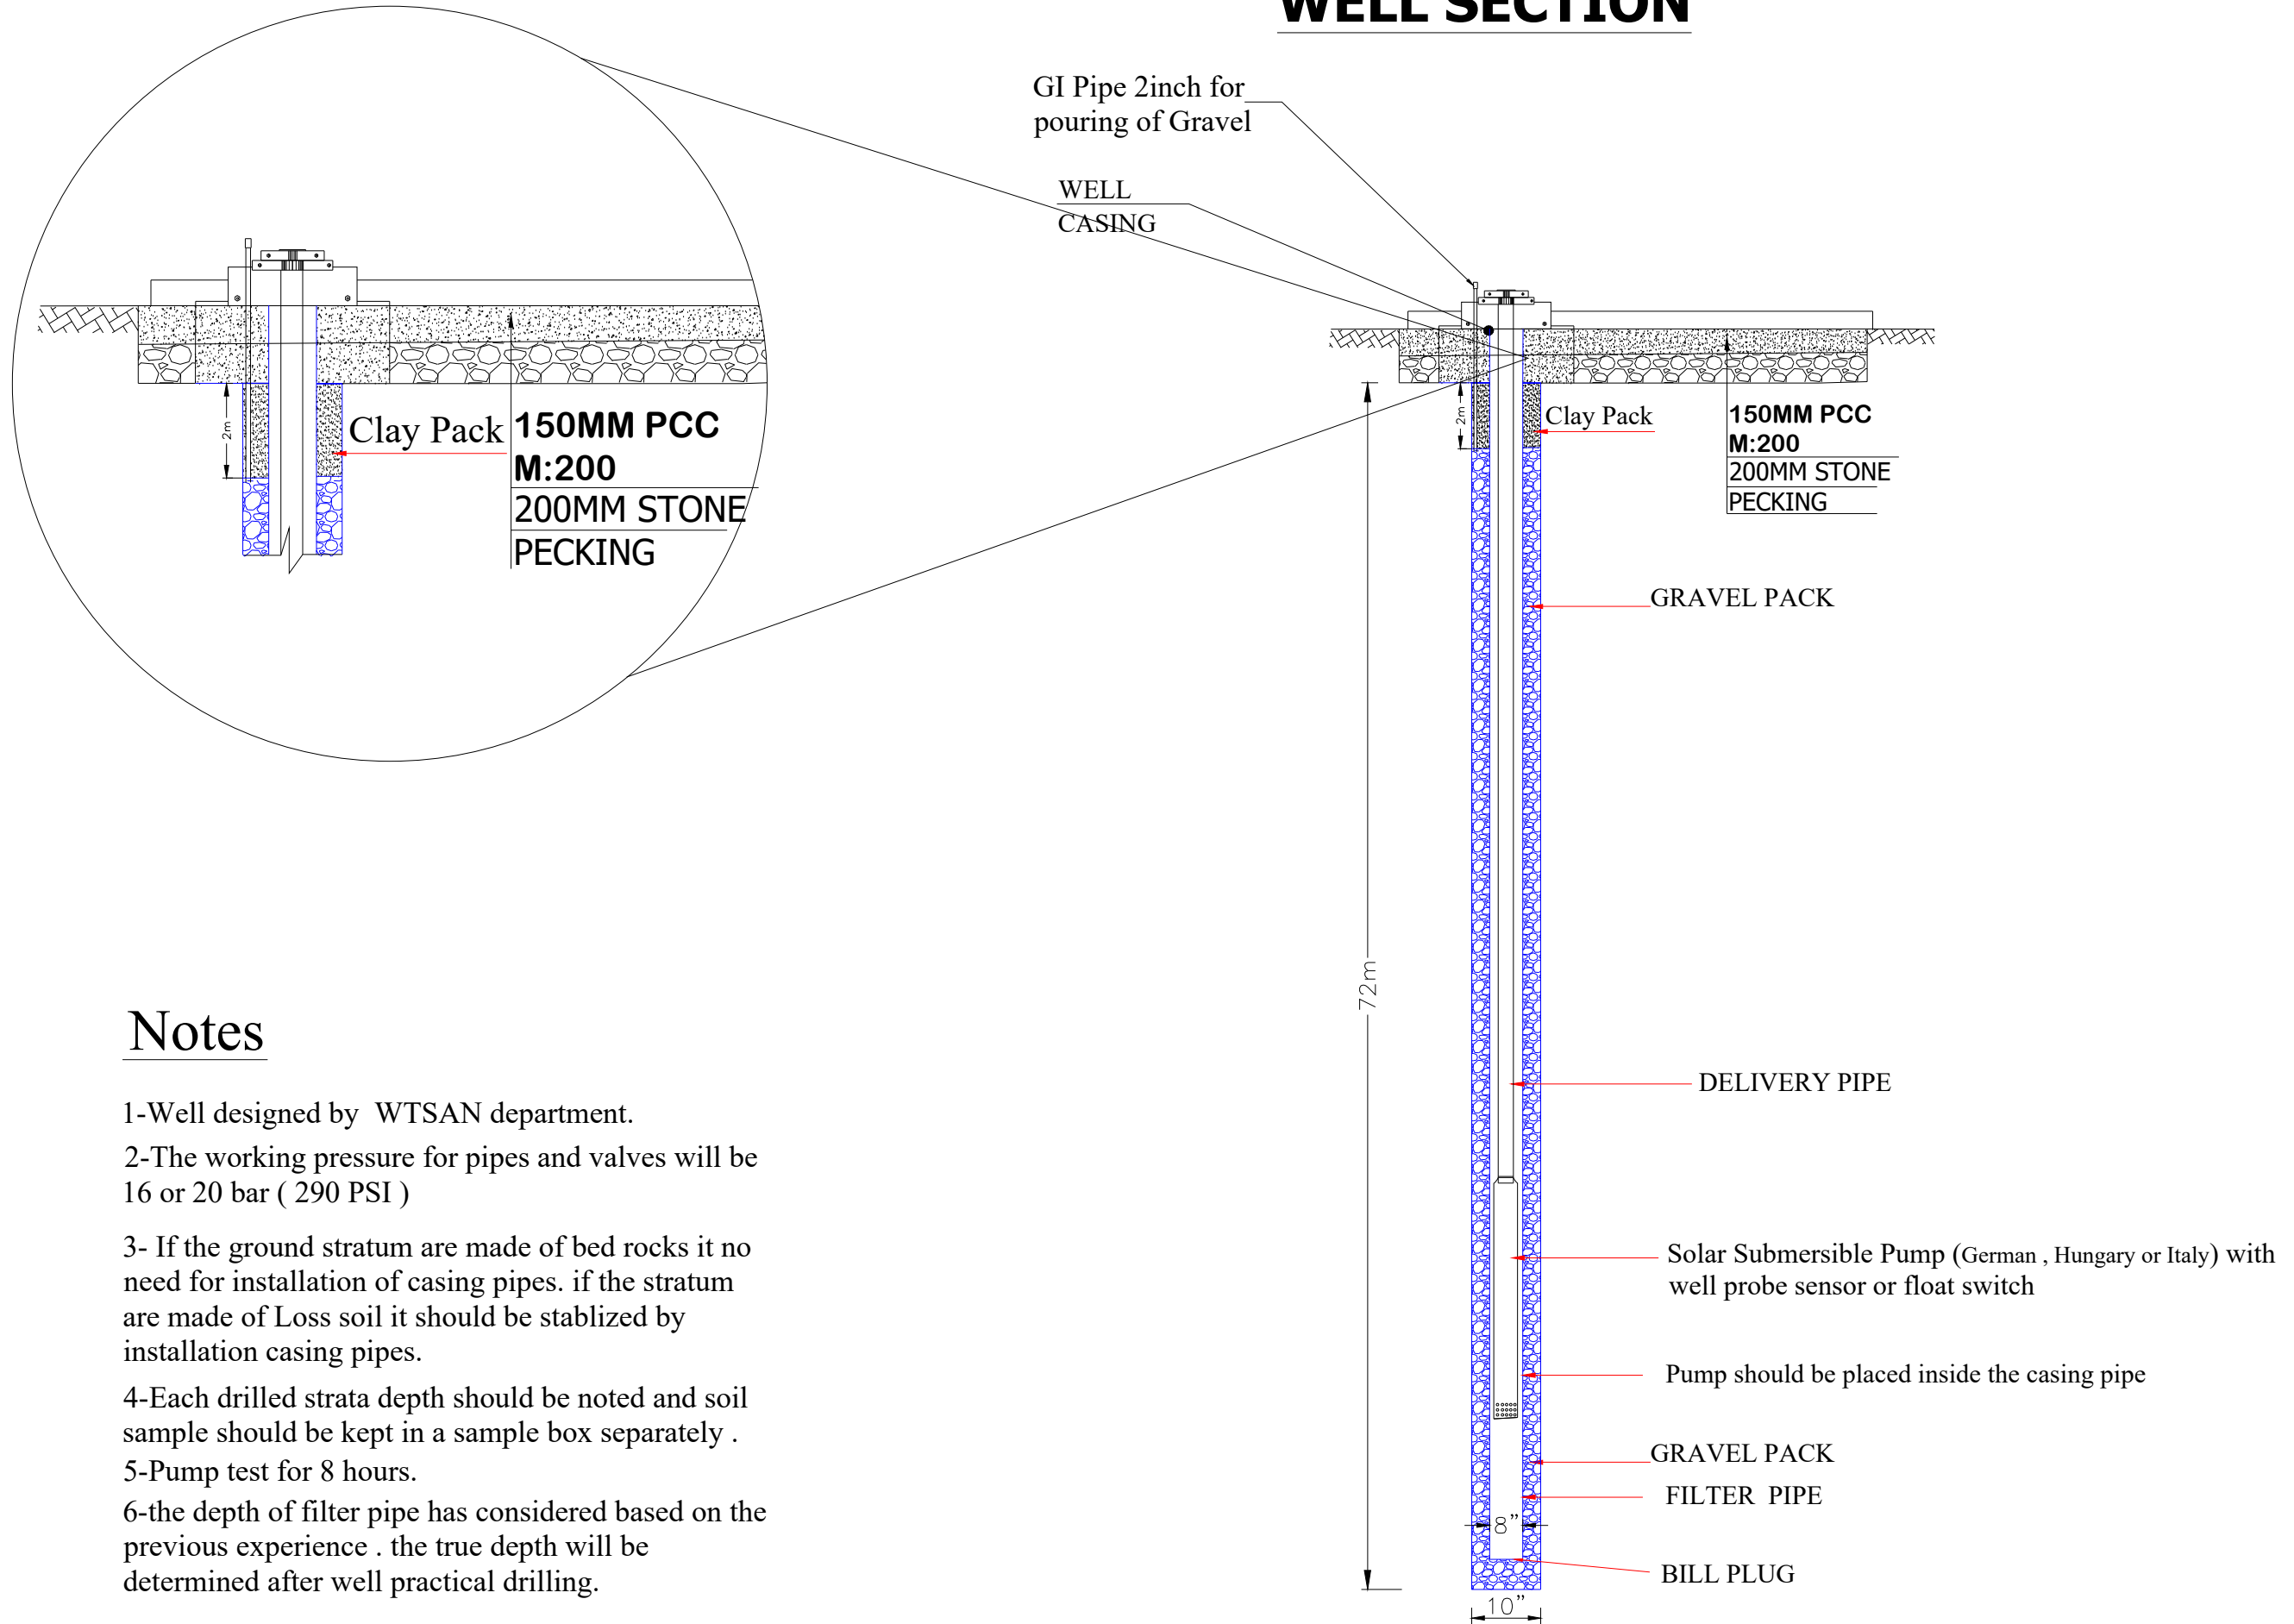 WELL SECTION
GI Pipe 2inch for
pouring of Gravel
WELL
CASING
2m
Clay Pack
150MM PCC
M:200
200MM STONE
PECKING
2m
Clay Pack
150MM PCC
M:200
200MM STONE
PECKING
GRAVEL PACK
72m
DELIVERY PIPE
Solar Submersible Pump (German , Hungary or Italy) with
well probe sensor or float switch
Pump should be placed inside the casing pipe
GRAVEL PACK
FILTER PIPE
8”
BILL PLUG
10”
Notes
1-Well designed by WTSAN department.
2-The working pressure for pipes and valves will be
16 or 20 bar ( 290 PSI )
3- If the ground stratum are made of bed rocks it no
need for installation of casing pipes. if the stratum
are made of Loss soil it should be stablized by
installation casing pipes.
4-Each drilled strata depth should be noted and soil
sample should be kept in a sample box separately .
5-Pump test for 8 hours.
6-the depth of filter pipe has considered based on the
previous experience . the true depth will be
determined after well practical drilling.